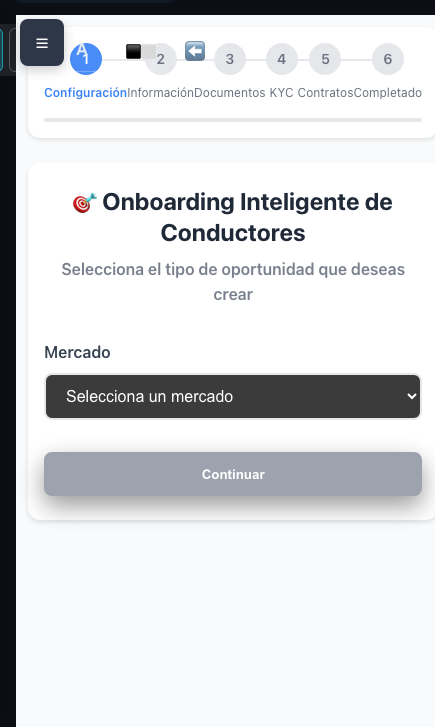 1 2 3 4 5 6
Configuración Información Documentos KYC Contratos Completado
🎯 Onboarding Inteligente de
Conductores
Selecciona el tipo de oportunidad que deseas
crear
Mercado
Selecciona un mercado
Continuar